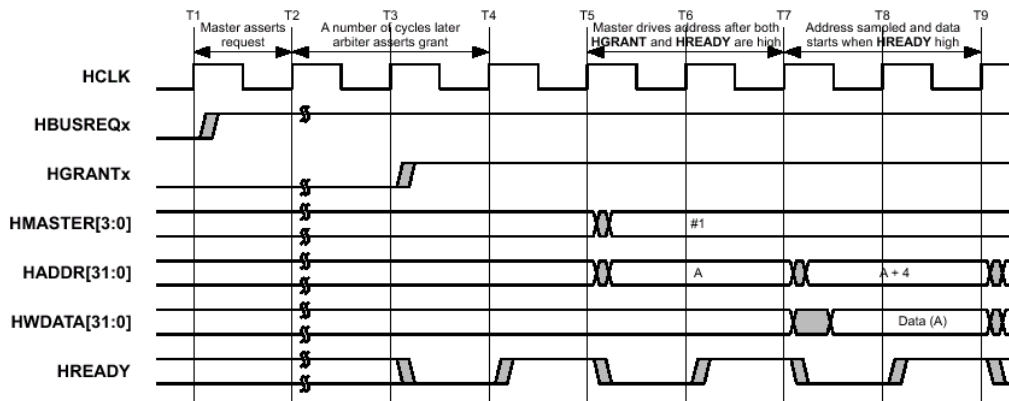 T1 T2 T3 T4 T5 T6 T7 T8 T9
Master asserts
request
A number of cycles later
arbiter asserts grant
Master drives address after both
HGRANT and HREADY are high
Address sampled and data
starts when HREADY high
HCLK
HBUSREQx
HGRANTx
HMASTER[3:0] #1
HADDR[31:0] A A + 4
HWDATA[31:0] Data (A)
HREADY